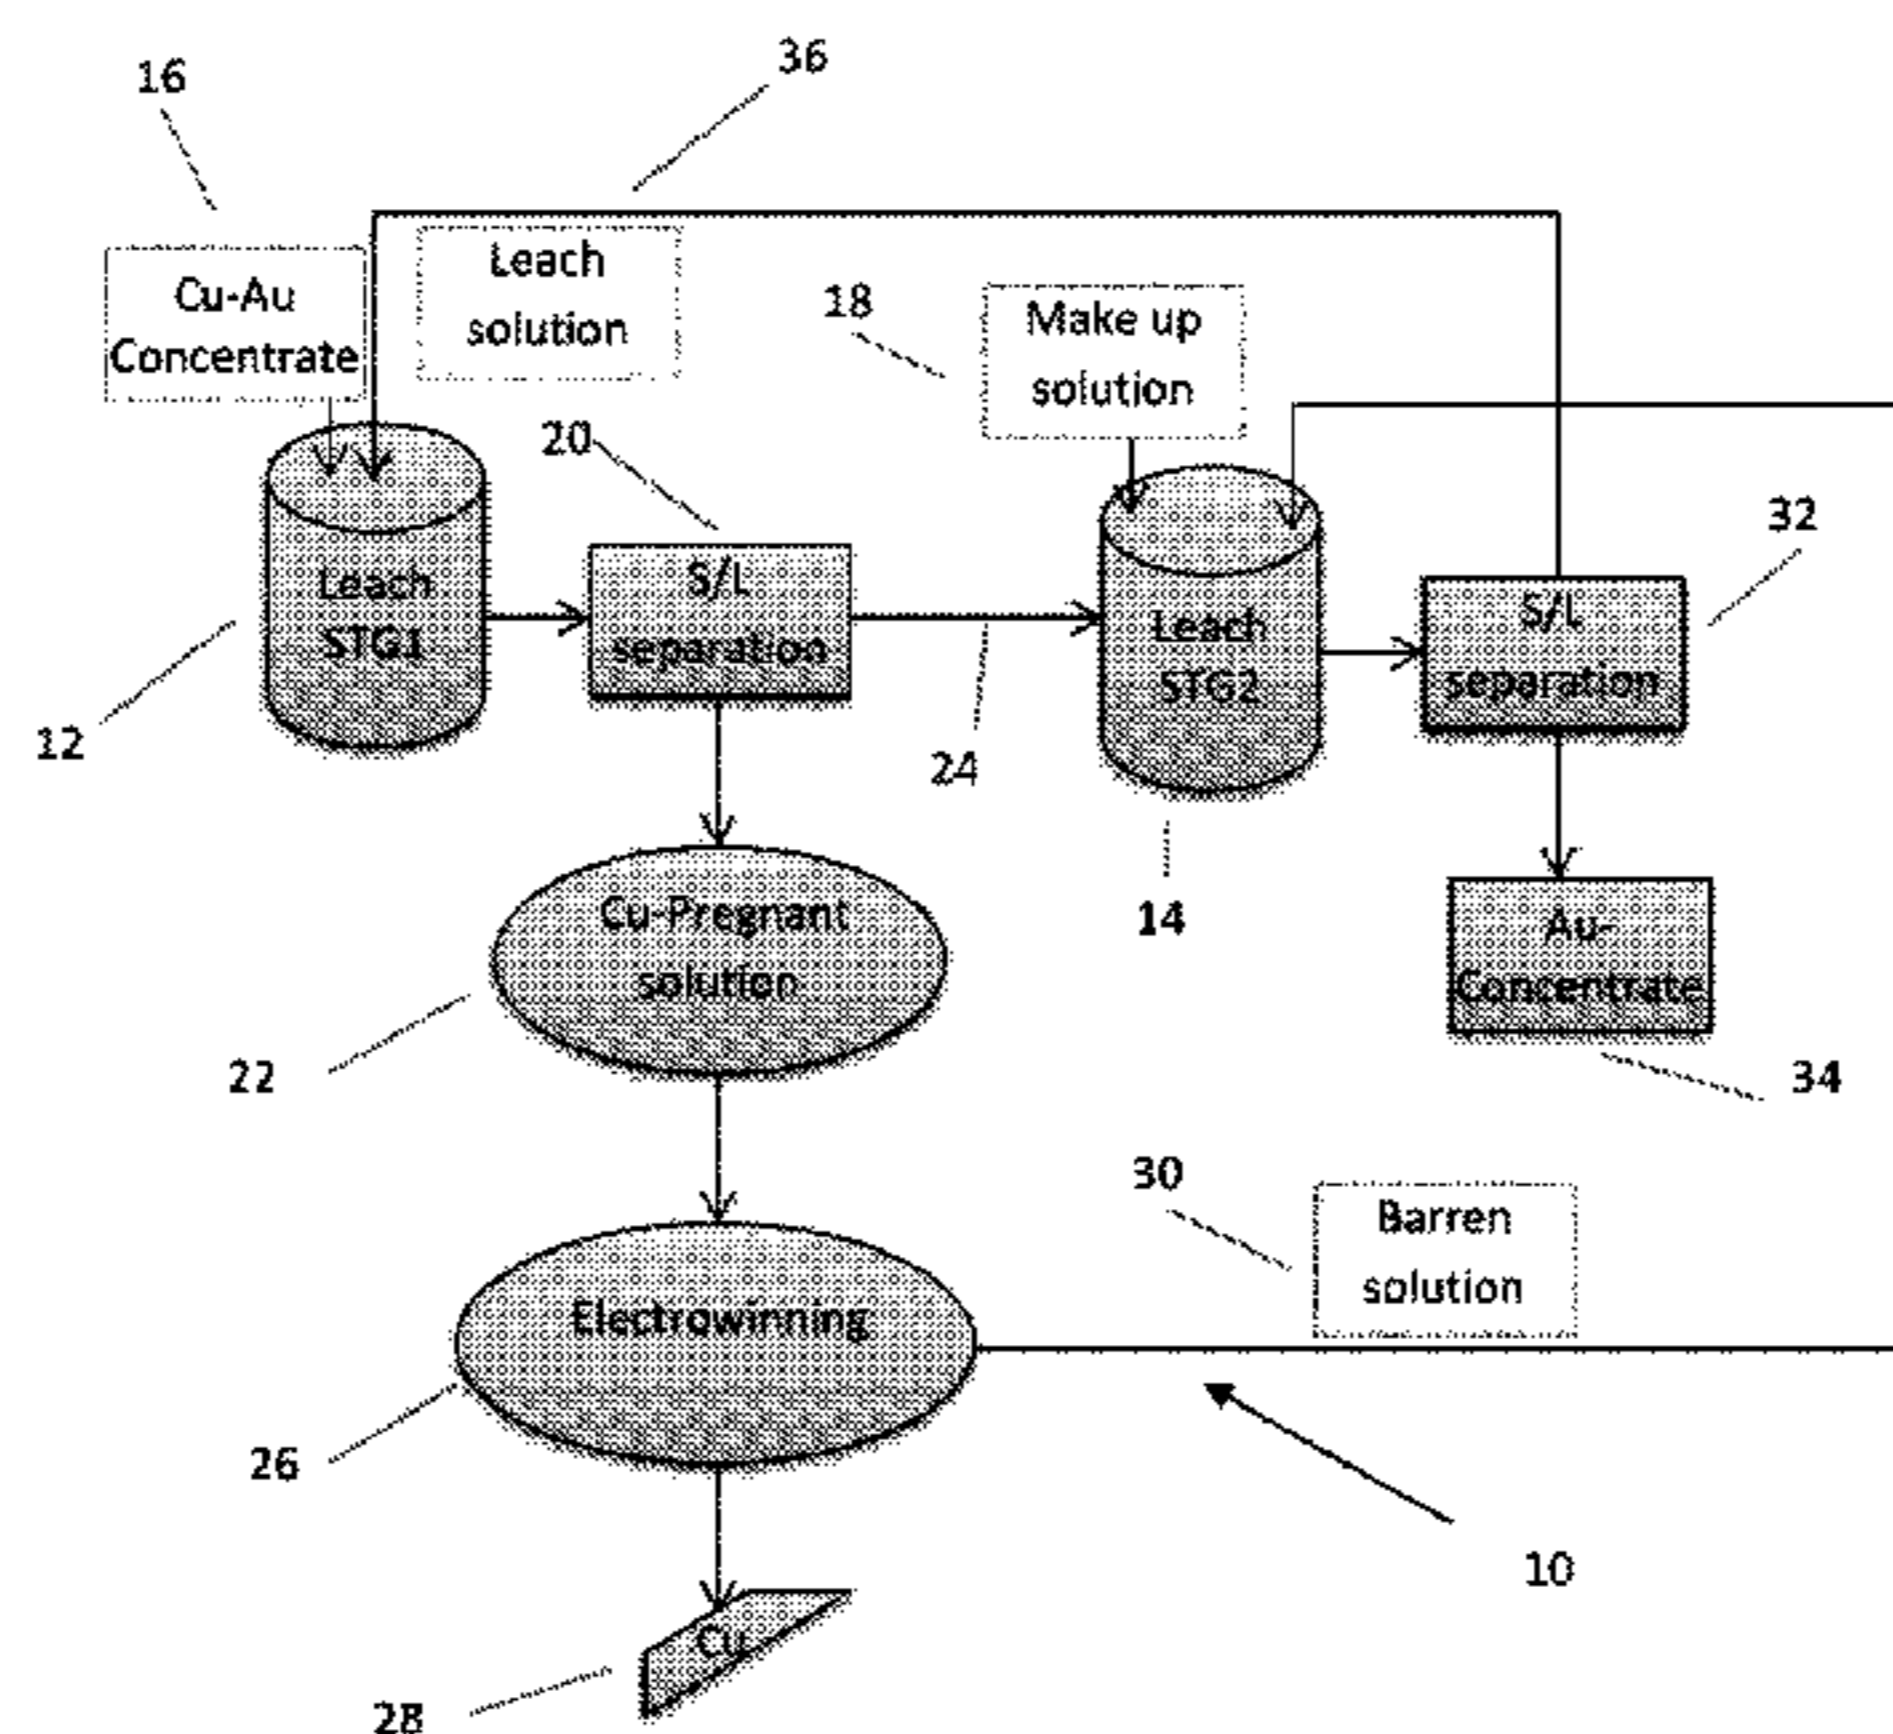 36
16
Leach
solution
Cu-Au
Concentrate
18
Make up
solution
20
32
Leach
STG1
S/L
separation
Leach
STG2
S/L
separation
12
24
14
Cu-Pregnant
solution
Au-
Concentrate
22
34
30
Barren
solution
Electrowinning
26
10
Cu
28